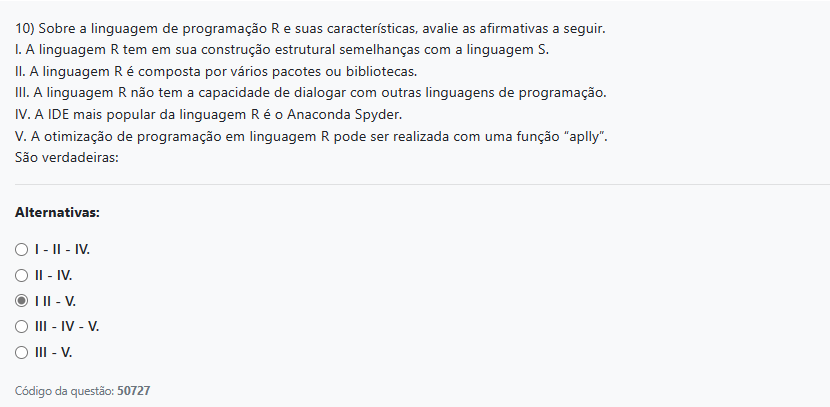 10) Sobre a linguagem de programação R e suas características, avalie as afirmativas a seguir.
I. A linguagem R tem em sua construção estrutural semelhanças com a linguagem S.
II. A linguagem R é composta por vários pacotes ou bibliotecas.
III. A linguagem R não tem a capacidade de dialogar com outras linguagens de programação.
IV. A IDE mais popular da linguagem R é o Anaconda Spyder.
V. A otimização de programação em linguagem R pode ser realizada com uma função “aplly”.
São verdadeiras:
Alternativas:
I - II - IV.
II - IV.
I II - V.
III - IV - V.
III - V.
Código da questão: 50727